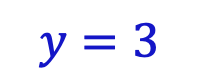 y = 3